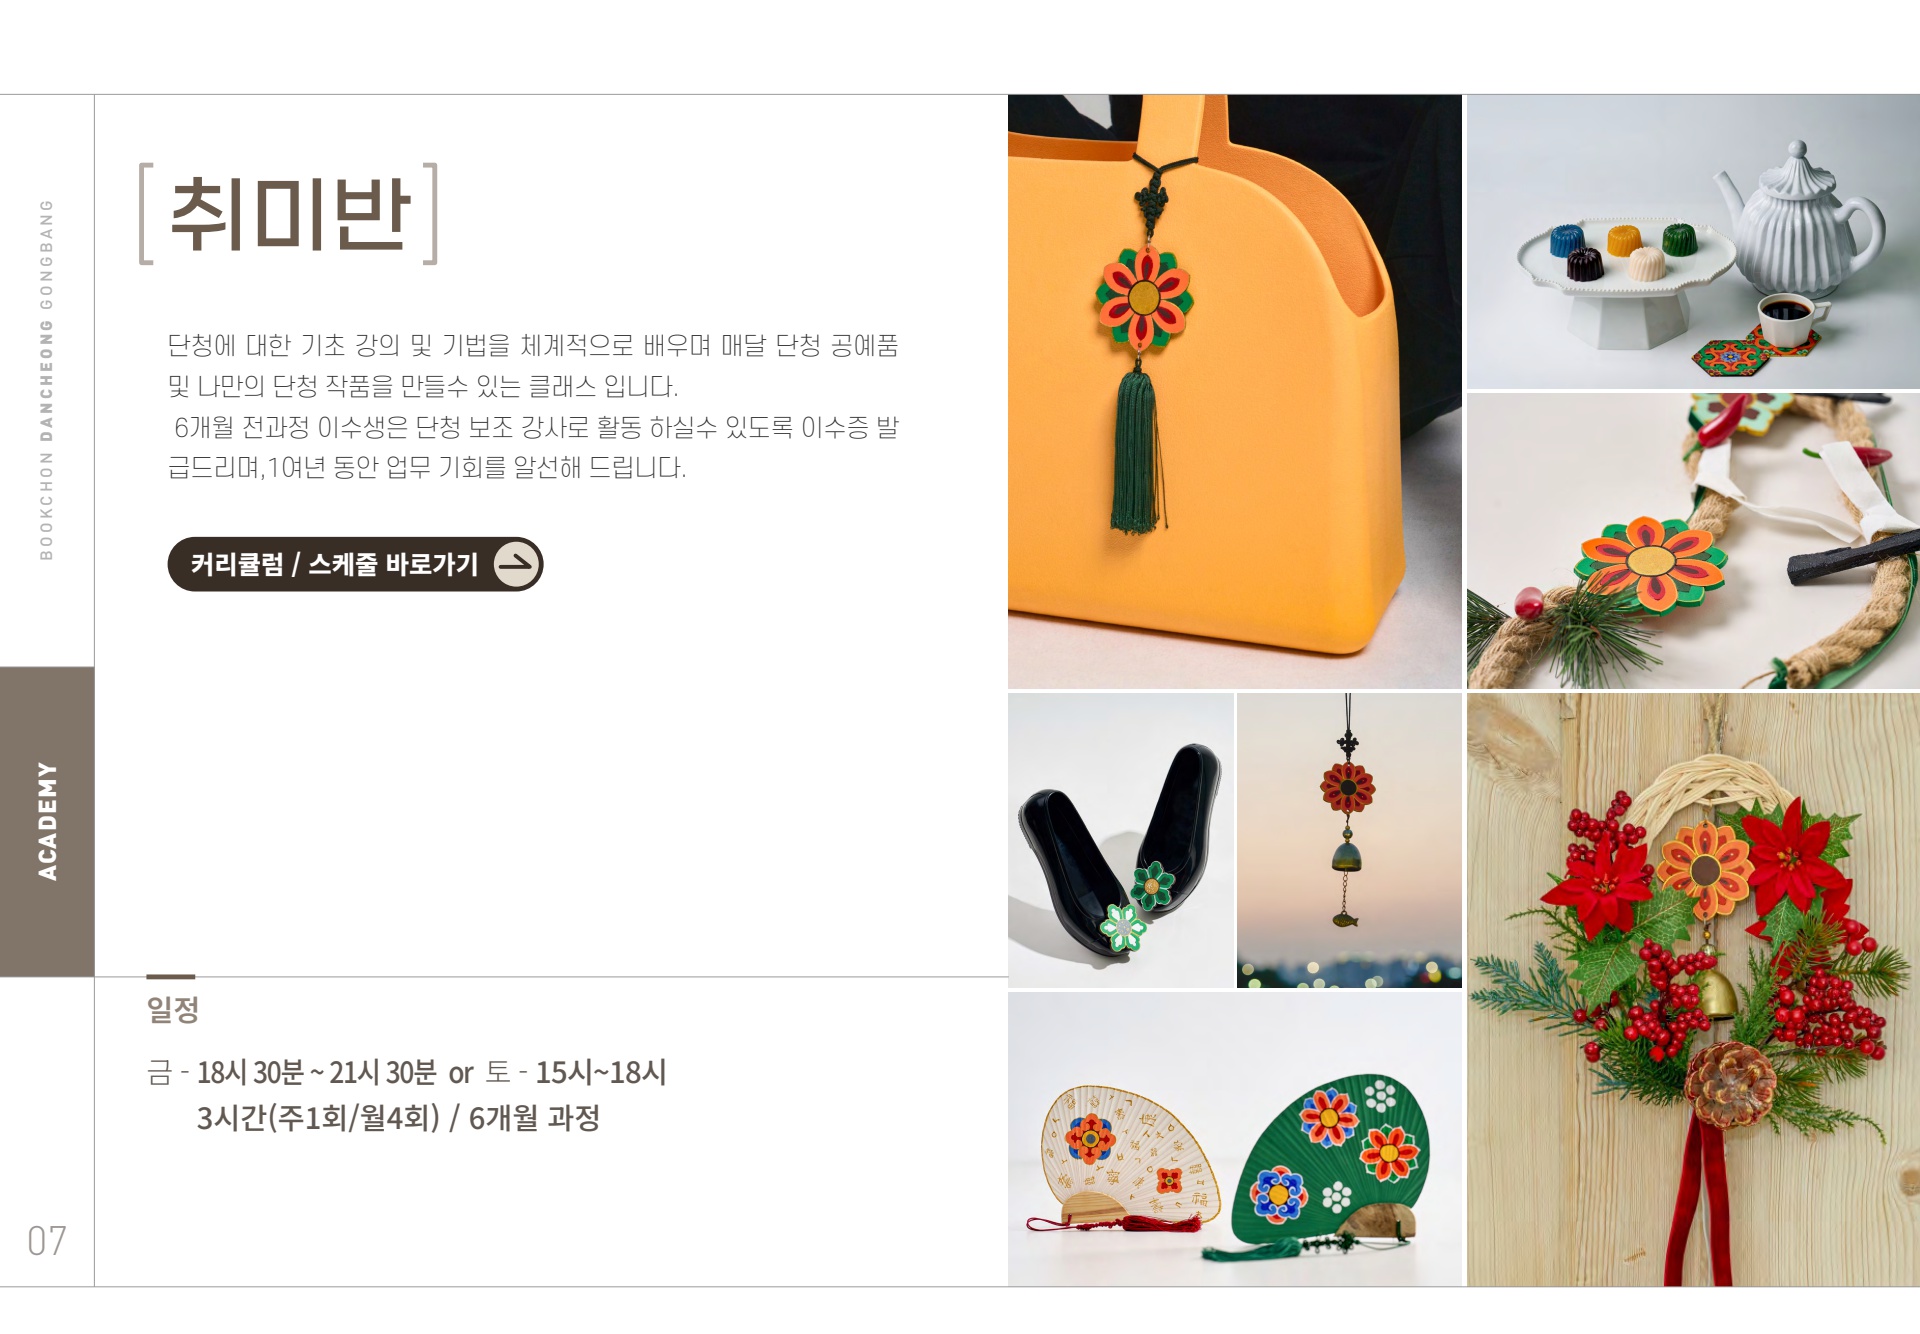 [취미반]
단청에 대한 기초 강의 및 기법을 체계적으로 배우며 매달 단청 공예품
및 나만의 단청 작품을 만들수 있는 클래스 입니다.
6개월 전과정 이수생은 단청 보조 강사로 활동 하실수 있도록 이수증 발
급드리며,1여년 동안 업무 기회를 알선해 드립니다.
커리큘럼 / 스케줄 바로가기
BOOKCHON DANCHEONG GONGBANG
ACADEMY
일정
금 - 18시 30분 ~ 21시 30분 or 토 - 15시~18시
3시간(주1회/월4회) / 6개월 과정
07